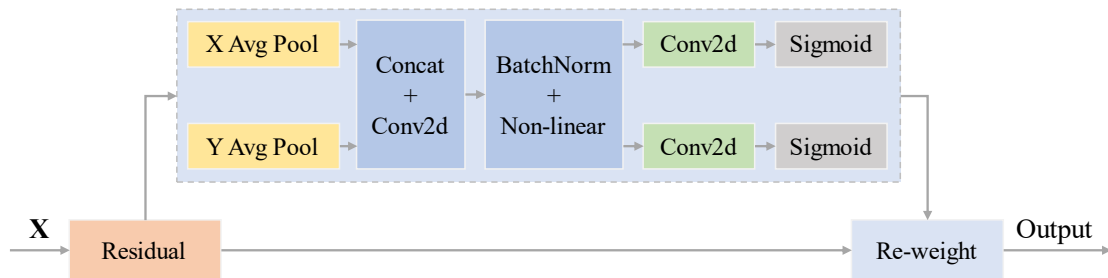 X Avg Pool
Y Avg Pool
Concat
+
Conv2d
BatchNorm
+
Non-linear
Conv2d
Sigmoid
Conv2d
Sigmoid
X
Residual
Re-weight
Output